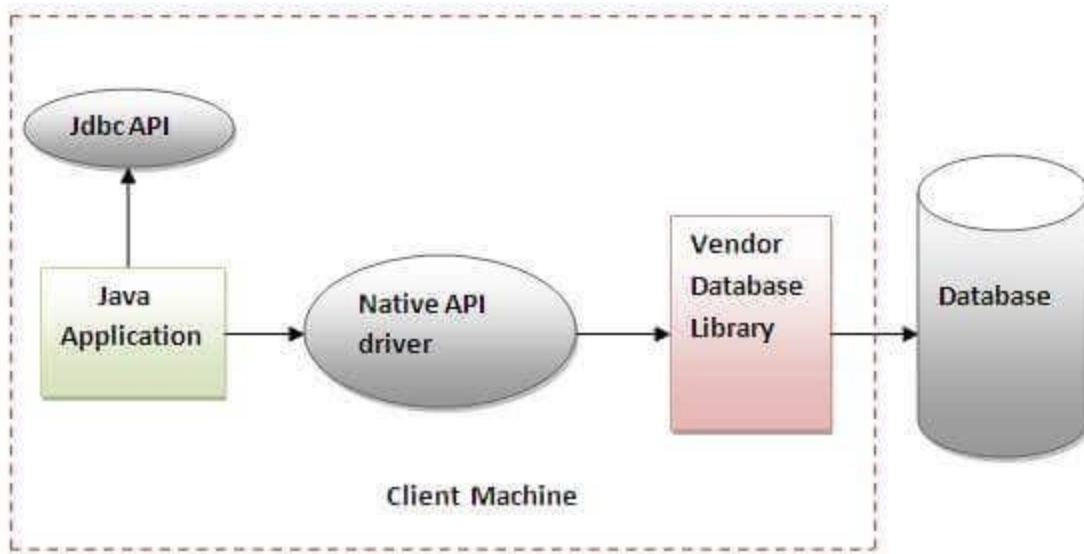 Jdbc API
Java
Application
Native API
driver
Vendor
Database
Library
Database
Client Machine